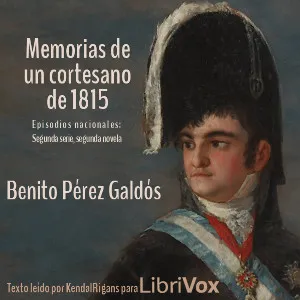 Memorias de
un cortesano
de 1815
Episodios nacionales:
Segunda serie, segunda novela
Benito Pérez Galdós
Texto leído por KendalRigans para LibriVox